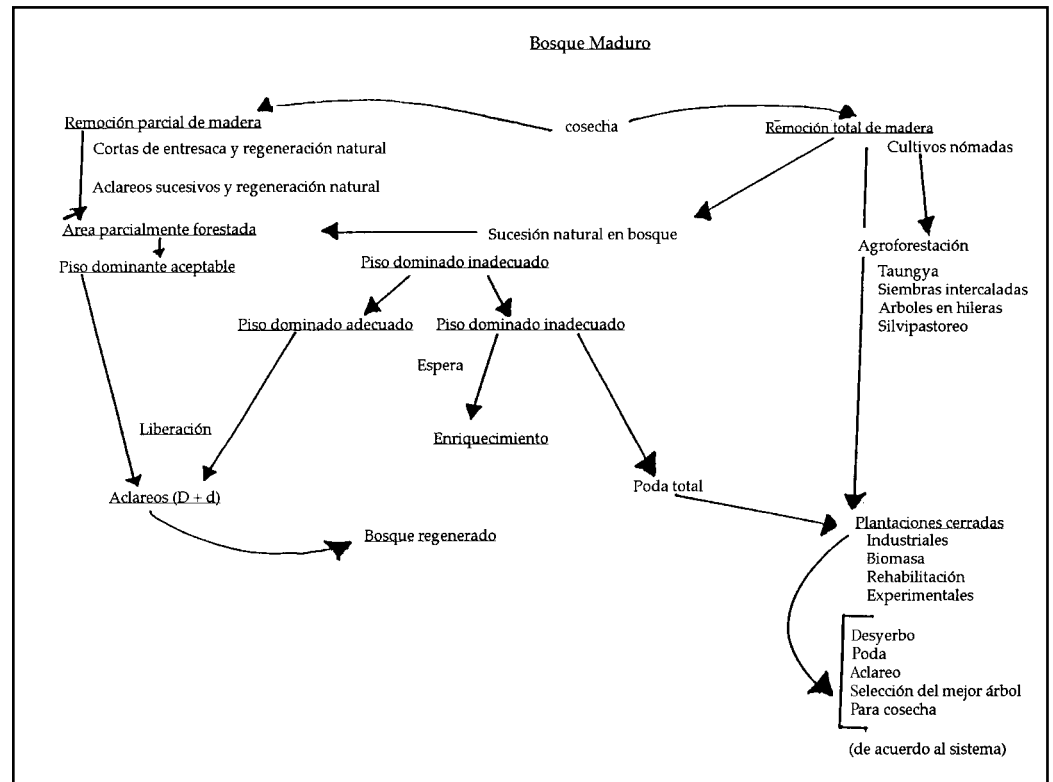 Bosque Maduro
Remoción parcial de madera
cosecha
Remoción total de madera
Cortas de entresaca y regeneración natural
Cultivos nómadas
Aclareos sucesivos y regeneración natural
Area parcialmente forestada
Sucesión natural en bosque
Agroforestación
Piso dominante aceptable
Piso dominado inadecuado
Taungya
Siembras intercaladas
Arboles en hileras
Silvipastoreo
Piso dominado adecuado
Piso dominado inadecuado
Espera
Liberación
Enriquecimiento
Aclareos (D + d)
Poda total
Bosque regenerado
Plantaciones cerradas
Industriales
Biomasa
Rehabilitación
Experimentales
Desyerbo
Poda
Aclareo
Selección del mejor árbol
Para cosecha
(de acuerdo al sistema)